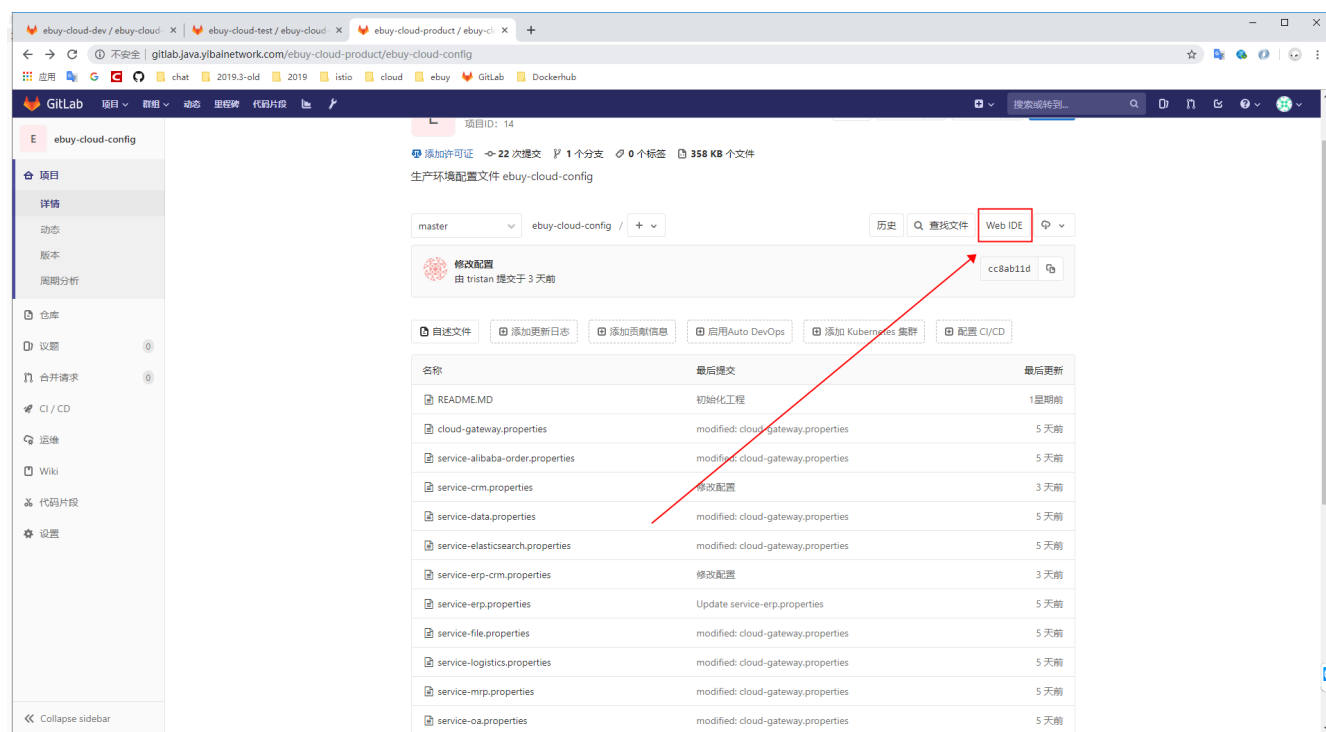 ebuy-cloud-dev / ebuy-cloud- ebuy-cloud-test / ebuy-cloud- ebuy-cloud-product / ebuy-cl
不安全 | gitlab.java.yibainetwork.com/ebuy-cloud-product/ebuy-cloud-config
应用 G C chat 2019.3-old 2019 istio cloud ebuy GitLab Dockerhub
GitLab 项目 群组 动态 里程碑 代码片段 搜索或转到...
E ebuy-cloud-config
项目ID: 14
添加许可证 22 次提交 1 个分支 0 个标签 358 KB 个文件
生产环境配置文件 ebuy-cloud-config
项目
详情
动态
版本
周期分析
仓库
议题 0
合并请求 0
CI / CD
运维
Wiki
代码片段
设置
Collapse sidebar
master ebuy-cloud-config / + 历史 查找文件 Web IDE
修改配置
由 tristan 提交于 3 天前
cc8ab11d
自述文件 添加更新日志 添加贡献信息 启用Auto DevOps 添加 Kubernetes 集群 配置 CI/CD
名称 最后提交 最后更新
README.MD 初始化工程 1星期前
cloud-gateway.properties modified: cloud-gateway.properties 5 天前
service-alibaba-order.properties modified: cloud-gateway.properties 5 天前
service-crm.properties 修改配置 3 天前
service-data.properties modified: cloud-gateway.properties 5 天前
service-elasticsearch.properties modified: cloud-gateway.properties 5 天前
service-erp-crm.properties 修改配置 3 天前
service-erp.properties Update service-erp.properties 5 天前
service-file.properties modified: cloud-gateway.properties 5 天前
service-logistics.properties modified: cloud-gateway.properties 5 天前
service-mrp.properties modified: cloud-gateway.properties 5 天前
service-oa.properties modified: cloud-gateway.properties 5 天前